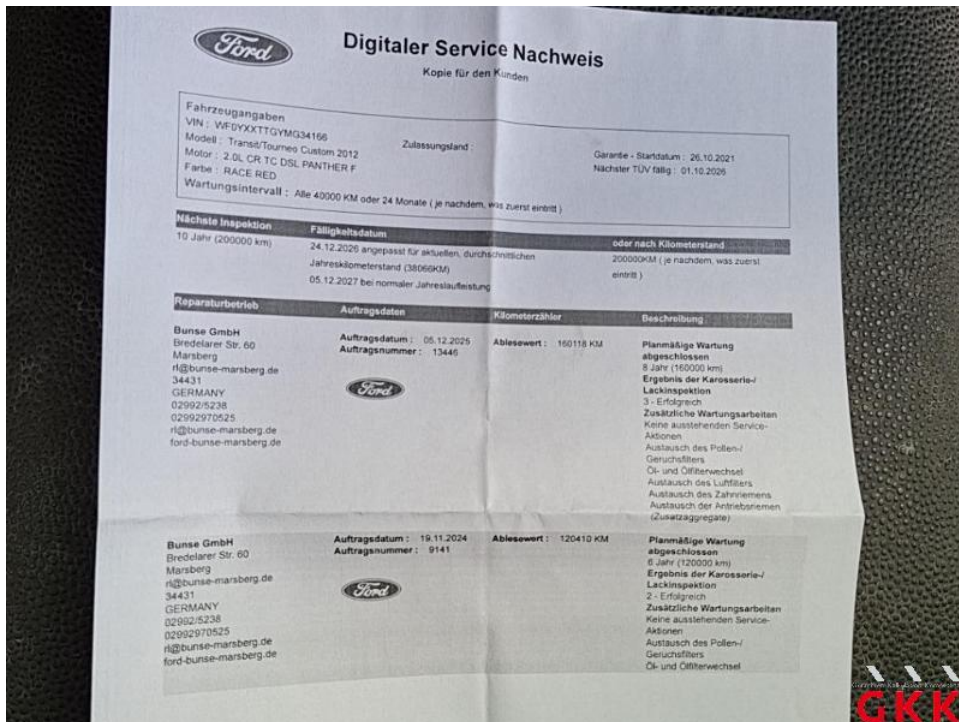 Ford
Digitaler Service Nachweis
Kopie für den Kunden
Fahrzeugangaben
VIN : WF0YXXTTGYMG34166
Modell : Transit/Tourneo Custom 2012
Motor : 2.0L CR TC DSL PANTHER F
Farbe : RACE RED
Wartungsintervall : Alle 40000 KM oder 24 Monate ( je nachdem, was zuerst eintritt )
Zulassungsland :
Garantie - Startdatum : 26.10.2021
Nächster TÜV fällig : 01.10.2026
Nächste Inspektion Fälligkeitsdatum oder nach Kilometerstand
10 Jahr (200000 km)
24.12.2026 angepasst für aktuellen, durchschnittlichen
Jahreskilometerstand (38066KM)
05.12.2027 bei normaler Jahreslaufleistung
200000KM ( je nachdem, was zuerst
eintritt )
Reparaturbetrieb Auftragsdaten Kilometerzähler Beschreibung
Bunse GmbH
Bredelarer Str. 60
Marsberg
rl@bunse-marsberg.de
34431
GERMANY
02992/5238
02992970525
rl@bunse-marsberg.de
ford-bunse-marsberg.de
Auftragsdatum : 05.12.2025
Auftragsnummer : 13446
Ford
Ablesewert : 160118 KM
Planmäßige Wartung
abgeschlossen
8 Jahr (160000 km)
Ergebnis der Karosserie-/
Lackinspektion
3 - Erfolgreich
Zusätzliche Wartungsarbeiten
Keine ausstehenden Service-
Aktionen
Austausch des Pollen-/
Geruchsfilters
Öl- und Ölfilterwechsel
Austausch des Luftfilters
Austausch des Zahnriemens
Austausch der Antriebsriemen
(Zusatzaggregate)
Bunse GmbH
Bredelarer Str. 60
Marsberg
rl@bunse-marsberg.de
34431
GERMANY
02992/5238
02992970525
rl@bunse-marsberg.de
ford-bunse-marsberg.de
Auftragsdatum : 19.11.2024
Auftragsnummer : 9141
Ford
Ablesewert : 120410 KM
Planmäßige Wartung
abgeschlossen
6 Jahr (120000 km)
Ergebnis der Karosserie-/
Lackinspektion
2 - Erfolgreich
Zusätzliche Wartungsarbeiten
Keine ausstehenden Service-
Aktionen
Austausch des Pollen-/
Geruchsfilters
Öl- und Ölfilterwechsel
GKK